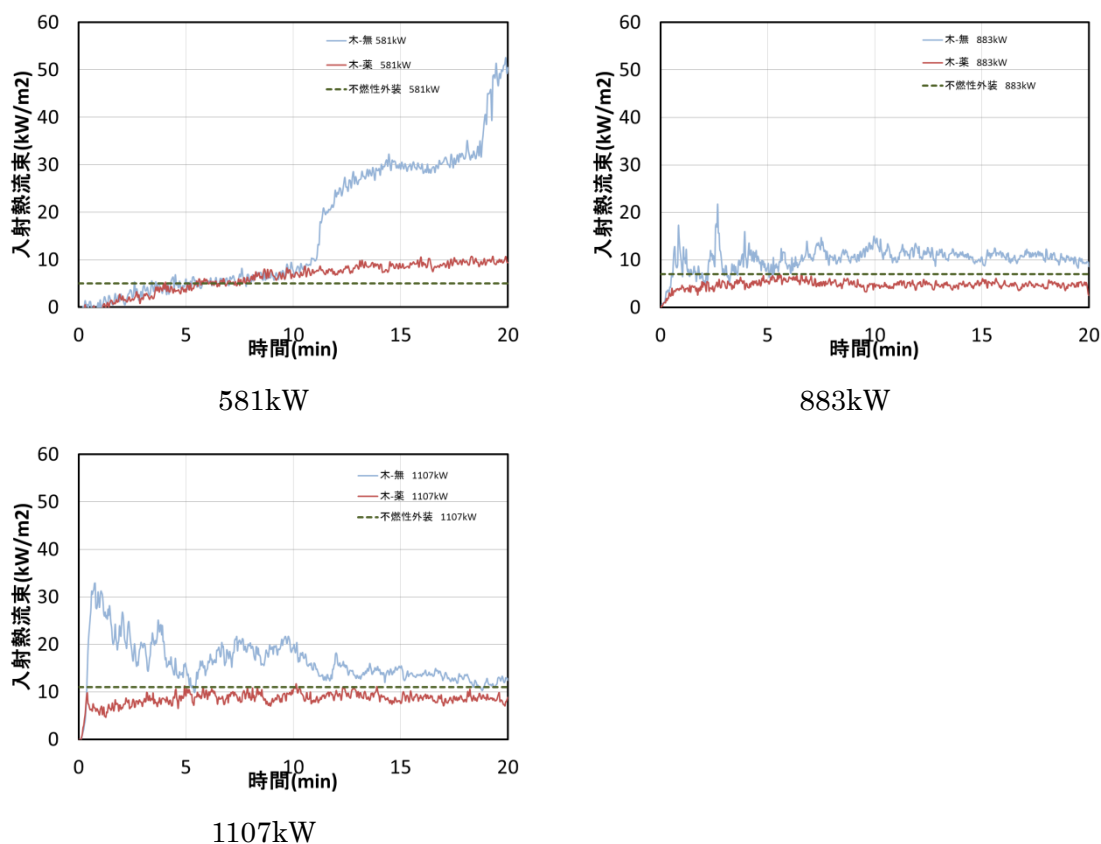 60
50
40
30
20
10
0
入射熱流束(kW/m2)
木-無 581kW
木-薬 581kW
不燃性外装 581kW
0 5 10 15 20
時間(min)
581kW
60
50
40
30
20
10
0
入射熱流束(kW/m2)
木-無 883kW
木-薬 883kW
不燃性外装 883kW
0 5 10 15 20
時間(min)
883kW
60
50
40
30
20
10
0
入射熱流束(kW/m2)
木-無 1107kW
木-薬 1107kW
不燃性外装 1107kW
0 5 10 15 20
時間(min)
1107kW